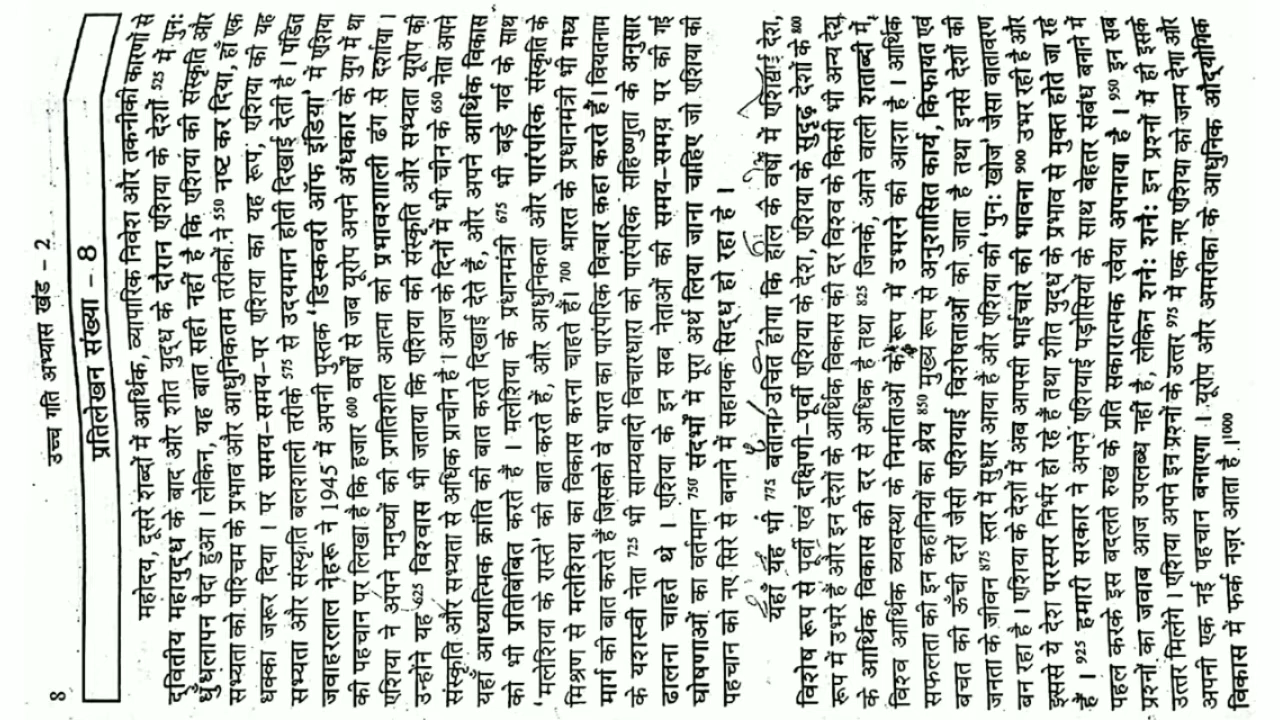 8
उच्च गति अभ्यास खंड – 2
प्रतिलेखन संख्या – 8
महोदय, दूसरे शब्दों में आर्थिक, व्यापारिक निवेश और तकनीकी कारणों से
द्वितीय महायुद्ध के बाद और शीत युद्ध के दौरान एशिया के देशों 525 में पुनः
धुँधलापन पैदा हुआ । लेकिन, यह बात सही नहीं है कि एशिया की संस्कृति और
सभ्यता को पश्चिम के प्रभाव और आधुनिकतम तरीकों ने 550 नष्ट कर दिया, हाँ एक
धक्का जरूर दिया । पर समय-समय-पर एशिया का यह रूप, एशिया की यह
सभ्यता और संस्कृति बलशाली तरीके 575 से उदयमान होती दिखाई देती है । पंडित
जवाहरलाल नेहरू ने 1945 में अपनी पुस्तक 'डिस्कवरी ऑफ इंडिया' में एशिया
की पहचान पर लिखा है कि हजार 600 वर्षों से जब यूरोप अपने अंधकार के युग में था
एशिया ने अपने मनुष्यों की प्रगतिशील आत्मा को प्रभावशाली ढंग से दर्शाया ।
उन्होंने यह 625 विश्वास भी जताया कि एशिया की संस्कृति और सभ्यता यूरोप की
संस्कृति और सभ्यता से अधिक प्राचीन है । आज के दिनों में भी चीन के 650 नेता अपने
यहाँ आध्यात्मिक क्रांति की बात करते दिखाई देते हैं, और अपने आर्थिक विकास
को भी प्रतिबिंबित करते हैं । मलेशिया के प्रधानमंत्री 675 भी बड़े गर्व के साथ
'मलेशिया के रास्ते' की बात करते हैं, और आधुनिकता और पारंपरिक संस्कृति के
मिश्रण से मलेशिया का विकास करना चाहते हैं। 700 भारत के प्रधानमंत्री भी मध्य
मार्ग की बात करते हैं जिसको वे भारत का पारंपरिक विचार कहा करते हैं । वियतनाम
के यशस्वी नेता 725 भी साम्यवादी विचारधारा को पारंपरिक सहिष्णुता के अनुसार
ढालना चाहते थे । एशिया के इन सब नेताओं की समय-समय पर की गई
घोषणाओं का वर्तमान 750 संदर्भों में पूरा अर्थ लिया जाना चाहिए जो एशिया की
पहचान को नए सिरे से बनाने में सहायक सिद्ध हो रहा है ।
यहाँ यह भी 775 बताना उचित होगा कि हाल के वर्षों में एशियाई देश,
विशेष रूप से पूर्वी एवं दक्षिणी-पूर्वी एशिया के देश, एशिया के सुदृढ़ देशों के 800
रूप में उभरे हैं और इन देशों के आर्थिक विकास की दर विश्व के किसी भी अन्य देश
के आर्थिक विकास की दर से अधिक है तथा 825 जिनके, आने वाली शताब्दी में,
विश्व आर्थिक व्यवस्था के निर्माताओं के रूप में उभरने की आशा है । आर्थिक
सफलता की इन कहानियों का श्रेय 850 मुख्य रूप से अनुशासित कार्य, किफायत एवं
बचत की ऊँची दरों जैसी एशियाई विशेषताओं को जाता है तथा इनसे देशों की
जनता के जीवन 875 स्तर में सुधार आया है और एशिया की 'पुनः खोज' जैसा वातावरण
बन रहा है । एशिया के देशों में अब आपसी भाईचारे की भावना 900 उभर रही है और
इससे ये देश परस्पर निर्भर हो रहे हैं तथा शीत युद्ध के प्रभाव से मुक्त होते जा रहे
हैं । 925 हमारी सरकार ने अपने एशियाई पड़ोसियों के साथ बेहतर संबंध बनाने में
पहल करके इस बदलते रुख के प्रति सकारात्मक रवैया अपनाया है । 950 इन सब
प्रश्नों का जवाब आज उपलब्ध नहीं है, लेकिन शनैः शनैः इन प्रश्नों में ही इसके
उत्तर मिलेंगे । एशिया अपने इन प्रश्नों के उत्तर 975 में एक नए एशिया को जन्म देगा और
अपनी एक नई पहचान बनाएगा । यूरोप और अमरीका के आधुनिक औद्योगिक
विकास में फर्क नज़र आता है ।1000